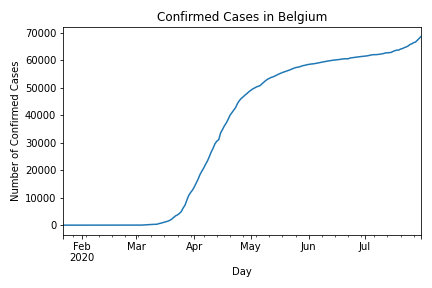 Confirmed Cases in Belgium
Number of Confirmed Cases
70000
60000
50000
40000
30000
20000
10000
0
Feb Mar Apr May Jun Jul
2020
Day